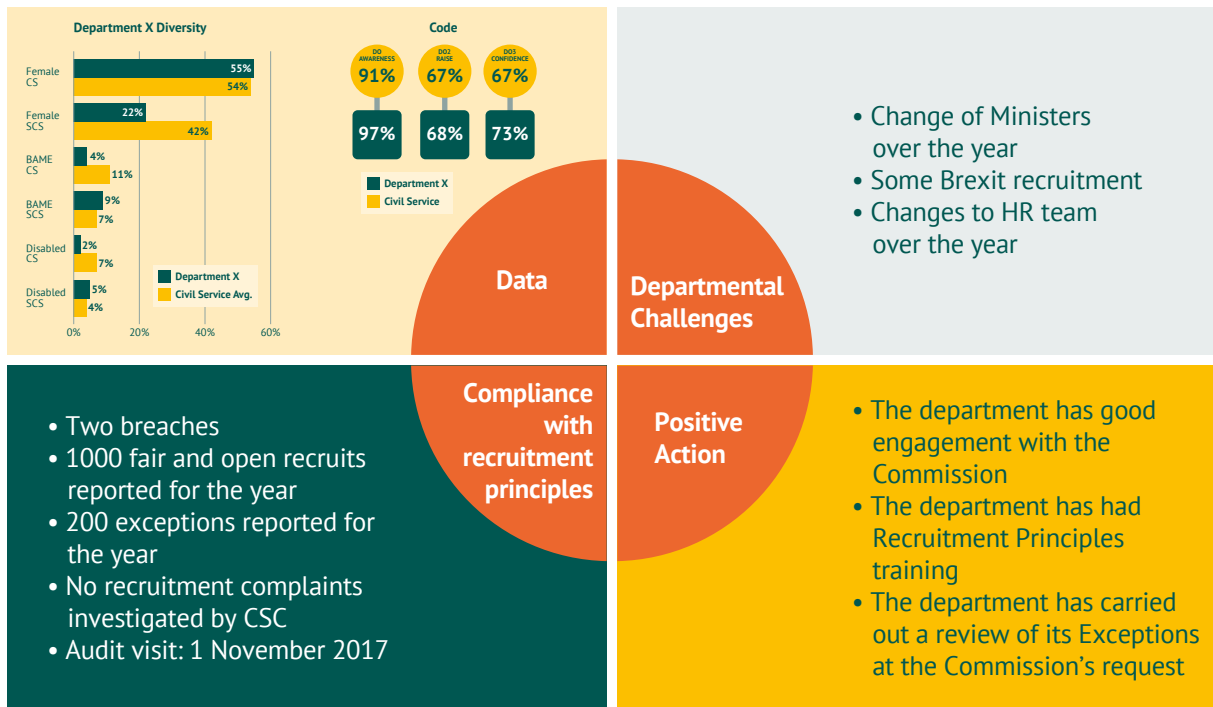 Department X Diversity
Female
CS
55%
54%
Female
SCS
22%
42%
BAME
CS
4%
11%
BAME
SCS
9%
7%
Disabled
CS
2%
7%
Disabled
SCS
5%
4%
0%
20%
40%
60%
Department X
Civil Service Avg.
Code
DO
AWARENESS
91%
DO2
RAISE
67%
DO3
CONFIDENCE
67%
97%
68%
73%
Department X
Civil Service
Data
Departmental
Challenges
• Change of Ministers
over the year
• Some Brexit recruitment
• Changes to HR team
over the year
• Two breaches
• 1000 fair and open recruits
reported for the year
• 200 exceptions reported for
the year
• No recruitment complaints
investigated by CSC
• Audit visit: 1 November 2017
Compliance
with
recruitment
principles
Positive
Action
• The department has good
engagement with the
Commission
• The department has had
Recruitment Principles
training
• The department has carried
out a review of its Exceptions
at the Commission’s request